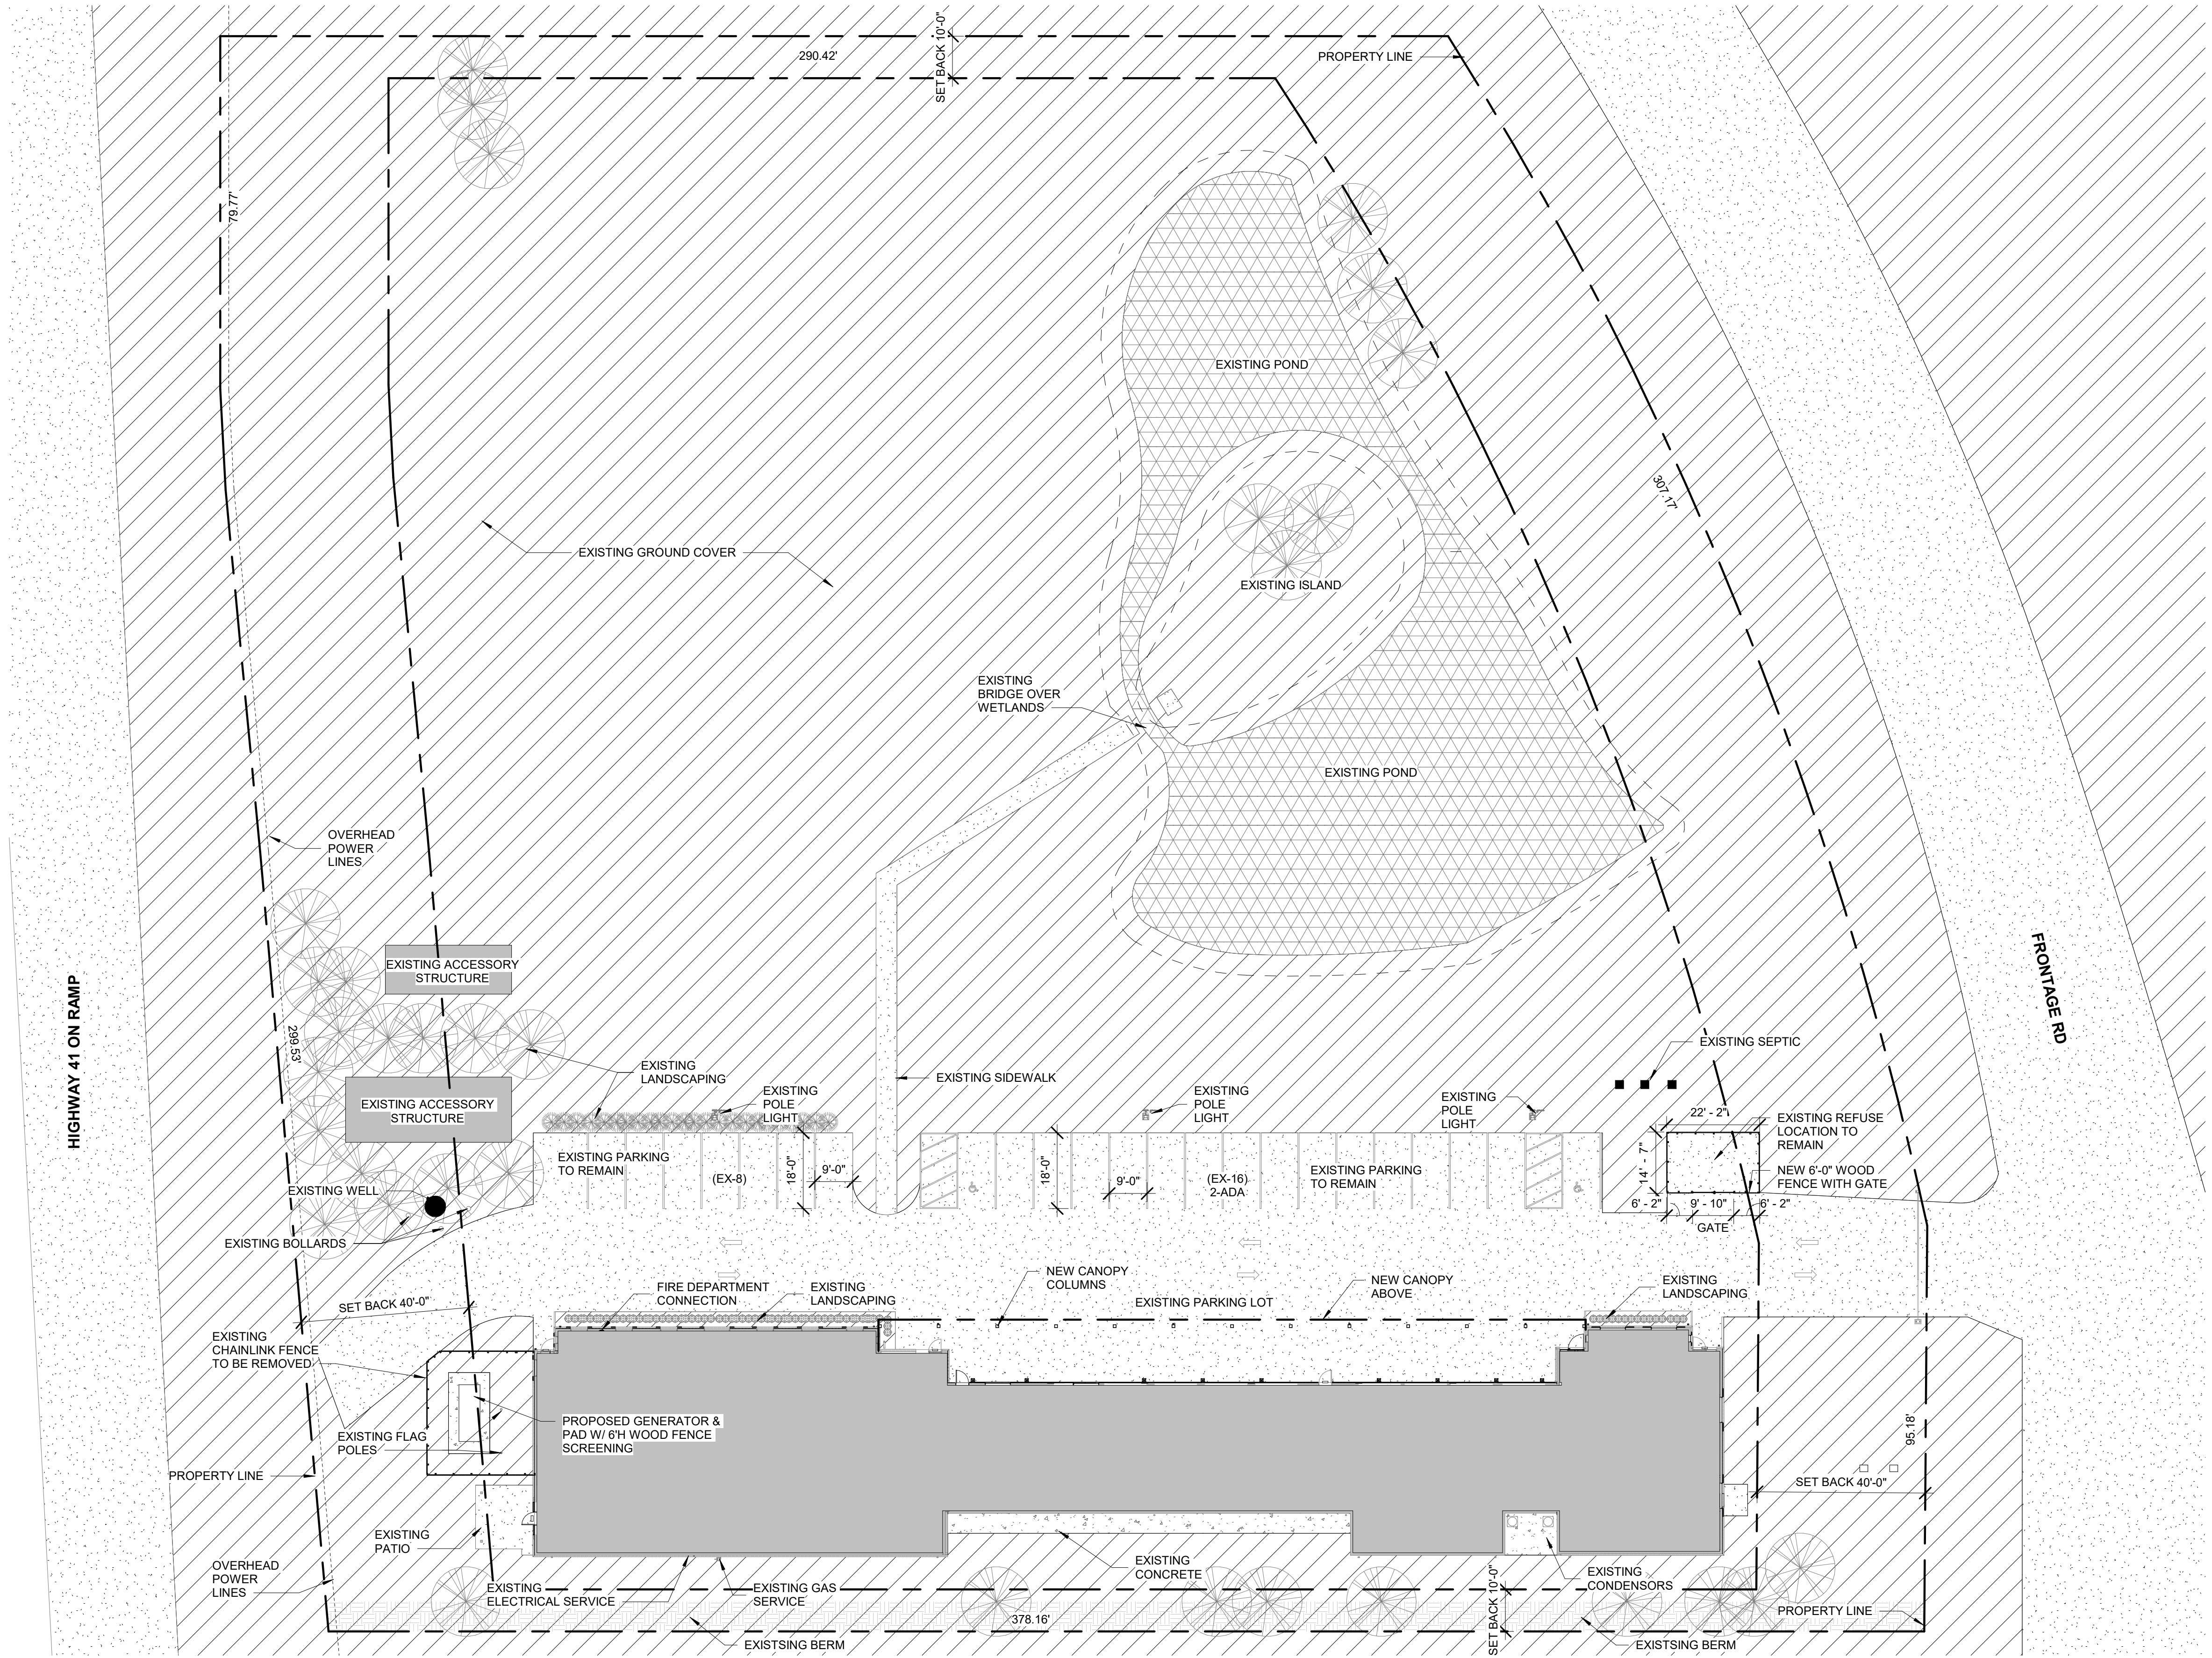 SET BACK 10'-0"
290.42'
PROPERTY LINE
79.77'
EXISTING POND
307.17'
EXISTING GROUND COVER
EXISTING ISLAND
EXISTING
BRIDGE OVER
WETLANDS
EXISTING POND
OVERHEAD
POWER
LINES
HIGHWAY 41 ON RAMP
FRONTAGE RD
EXISTING ACCESSORY
STRUCTURE
299.53'
EXISTING SEPTIC
EXISTING
LANDSCAPING
EXISTING SIDEWALK
EXISTING
POLE
LIGHT
EXISTING
POLE
LIGHT
EXISTING
POLE
LIGHT
EXISTING ACCESSORY
STRUCTURE
22' - 2"
EXISTING REFUSE
LOCATION TO
REMAIN
EXISTING PARKING
TO REMAIN
(EX-8)
18'-0"
9'-0"
18'-0"
9'-0"
(EX-16)
2-ADA
EXISTING PARKING
TO REMAIN
14' - 7"
NEW 6'-0" WOOD
FENCE WITH GATE
EXISTING WELL
6' - 2"
9' - 10"
6' - 2"
GATE
EXISTING BOLLARDS
NEW CANOPY
COLUMNS
NEW CANOPY
ABOVE
FIRE DEPARTMENT
CONNECTION
EXISTING
LANDSCAPING
EXISTING PARKING LOT
EXISTING
LANDSCAPING
SET BACK 40'-0"
EXISTING
CHAINLINK FENCE
TO BE REMOVED
PROPOSED GENERATOR &
PAD W/ 6'H WOOD FENCE
SCREENING
EXISTING FLAG
POLES
95.18'
PROPERTY LINE
SET BACK 40'-0"
EXISTING
PATIO
OVERHEAD
POWER
LINES
EXISTING
ELECTRICAL SERVICE
EXISTING GAS
SERVICE
EXISTING
CONCRETE
EXISTING
CONDENSORS
SET BACK 10'-0"
378.16'
PROPERTY LINE
EXISTSING BERM
EXISTSING BERM